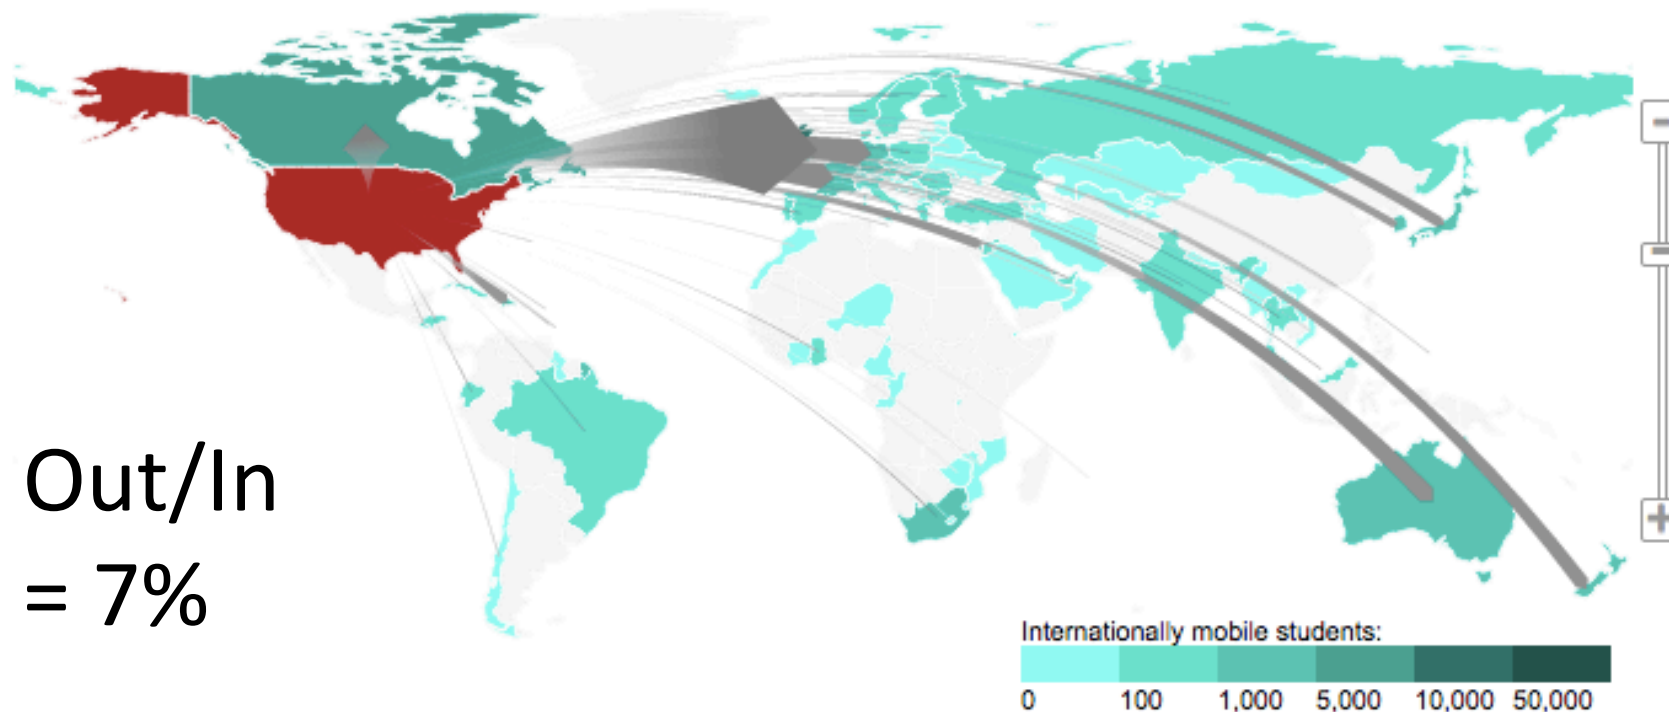 Out/In
= 7%
Internationally mobile students:
0 100 1,000 5,000 10,000 50,000